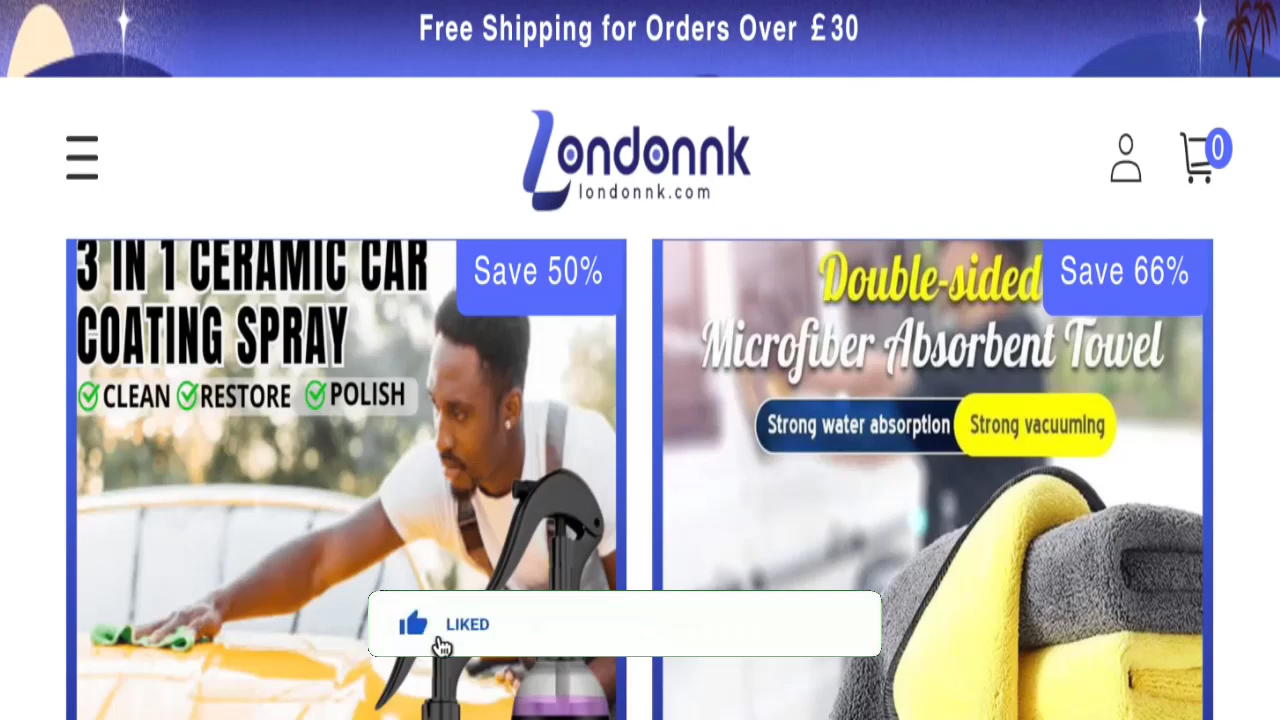 Free Shipping for Orders Over £30
Londonnk
londonnk.com
0
3 IN 1 CERAMIC CAR
COATING SPRAY
CLEAN RESTORE POLISH
Save 50%
Double-sided
Microfiber Absorbent Towel
Strong water absorption Strong vacuuming
Save 66%
LIKED